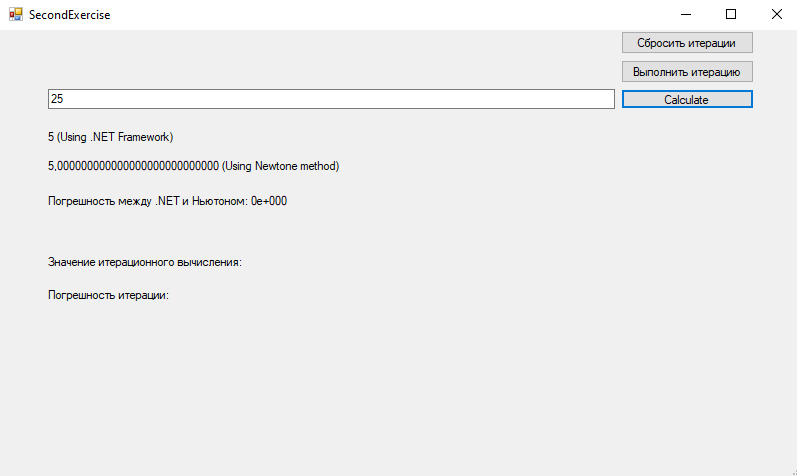 SecondExercise
Сбросить итерации
Выполнить итерацию
25
Calculate
5 (Using .NET Framework)
5,0000000000000000000000000000 (Using Newtone method)
Погрешность между .NET и Ньютоном: 0e+000
Значение итерационного вычисления:
Погрешность итерации: